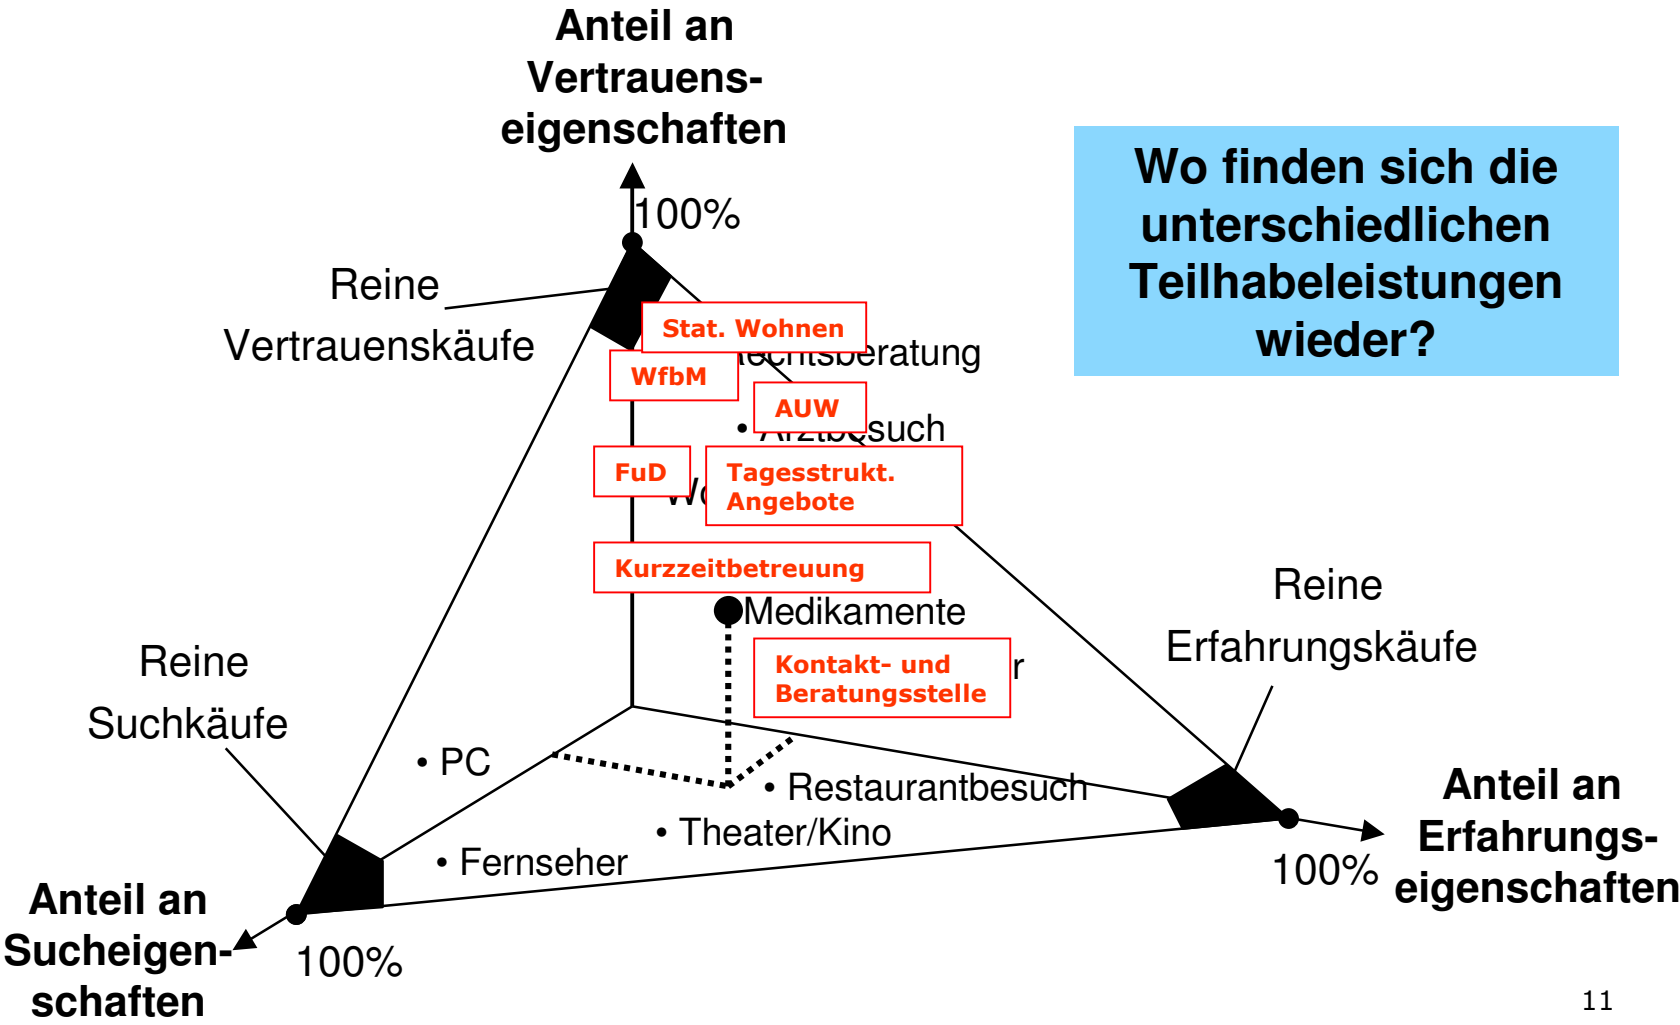 Anteil an
Vertrauens-
eigenschaften
100%
Wo finden sich die
unterschiedlichen
Teilhabeleistungen
wieder?
Reine
Vertrauenskäufe
Stat. Wohnen
WfbM
AUW
• Arztbesuch
FuD
Tagesstrukt.
Angebote
Kurzzeitbetreuung
Medikamente
Kontakt- und
Beratungsstelle
Reine
Erfahrungskäufe
Reine
Suchkäufe
• PC
• Restaurantbesuch
• Theater/Kino
• Fernseher
Anteil an
Erfahrungs-
eigenschaften
100%
Anteil an
Sucheigen-
schaften
100%
11